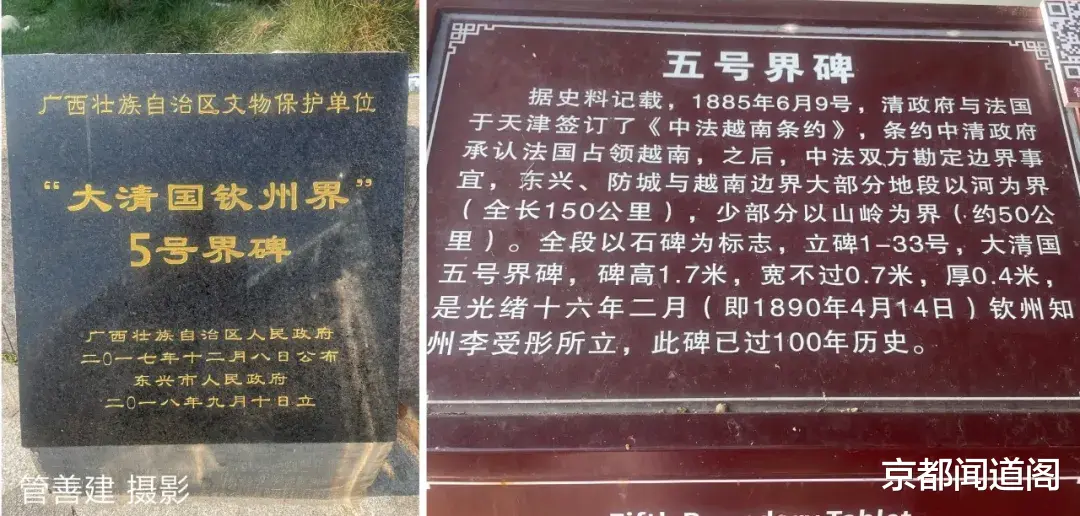 广西壮族自治区文物保护单位
“大清国钦州界”
5号界碑
广西壮族自治区人民政府
二〇一七年十二月八日公布
东兴市人民政府
二〇一八年九月十日立
管善建 摄影
五号界碑
据史料记载，1885年6月9号，清政府与法国
于天津签订了《中法越南条约》，条约中清政府
承认法国占领越南，之后，中法双方勘定边界事
宜，东兴、防城与越南边界大部分地段以河为界
（全长150公里），少部分以山岭为界（约50公
里）。全段以石碑为标志，立碑1-33号，大清国
五号界碑，碑高1.7米，宽不过0.7米，厚0.4米，
是光绪十六年二月（即1890年4月14日）钦州知
州李受彤所立，此碑已过100年历史。
京都闻道阁
Fifth Boundary Tablet